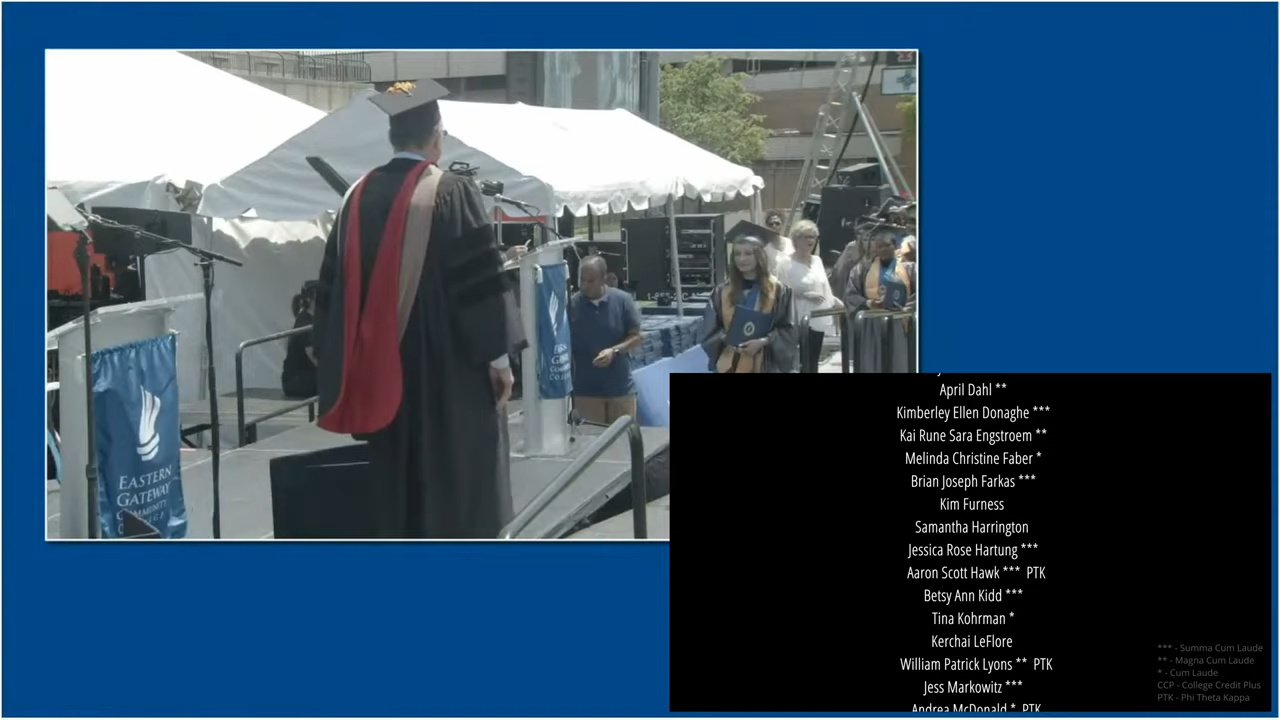 EASTERN
GATEWAY
COMMUNITY
April Dahl **
Kimberley Ellen Donaghe ***
Kai Rune Sara Engstroem **
Melinda Christine Faber *
Brian Joseph Farkas ***
Kim Furness
Samantha Harrington
Jessica Rose Hartung ***
Aaron Scott Hawk *** PTK
Betsy Ann Kidd ***
Tina Kohrman *
Kerchai LeFlore
William Patrick Lyons ** PTK
Jess Markowitz ***
Andrea McDonald * PTK
*** - Summa Cum Laude
** - Magna Cum Laude
* - Cum Laude
CCP - College Credit Plus
PTK - Phi Theta Kappa